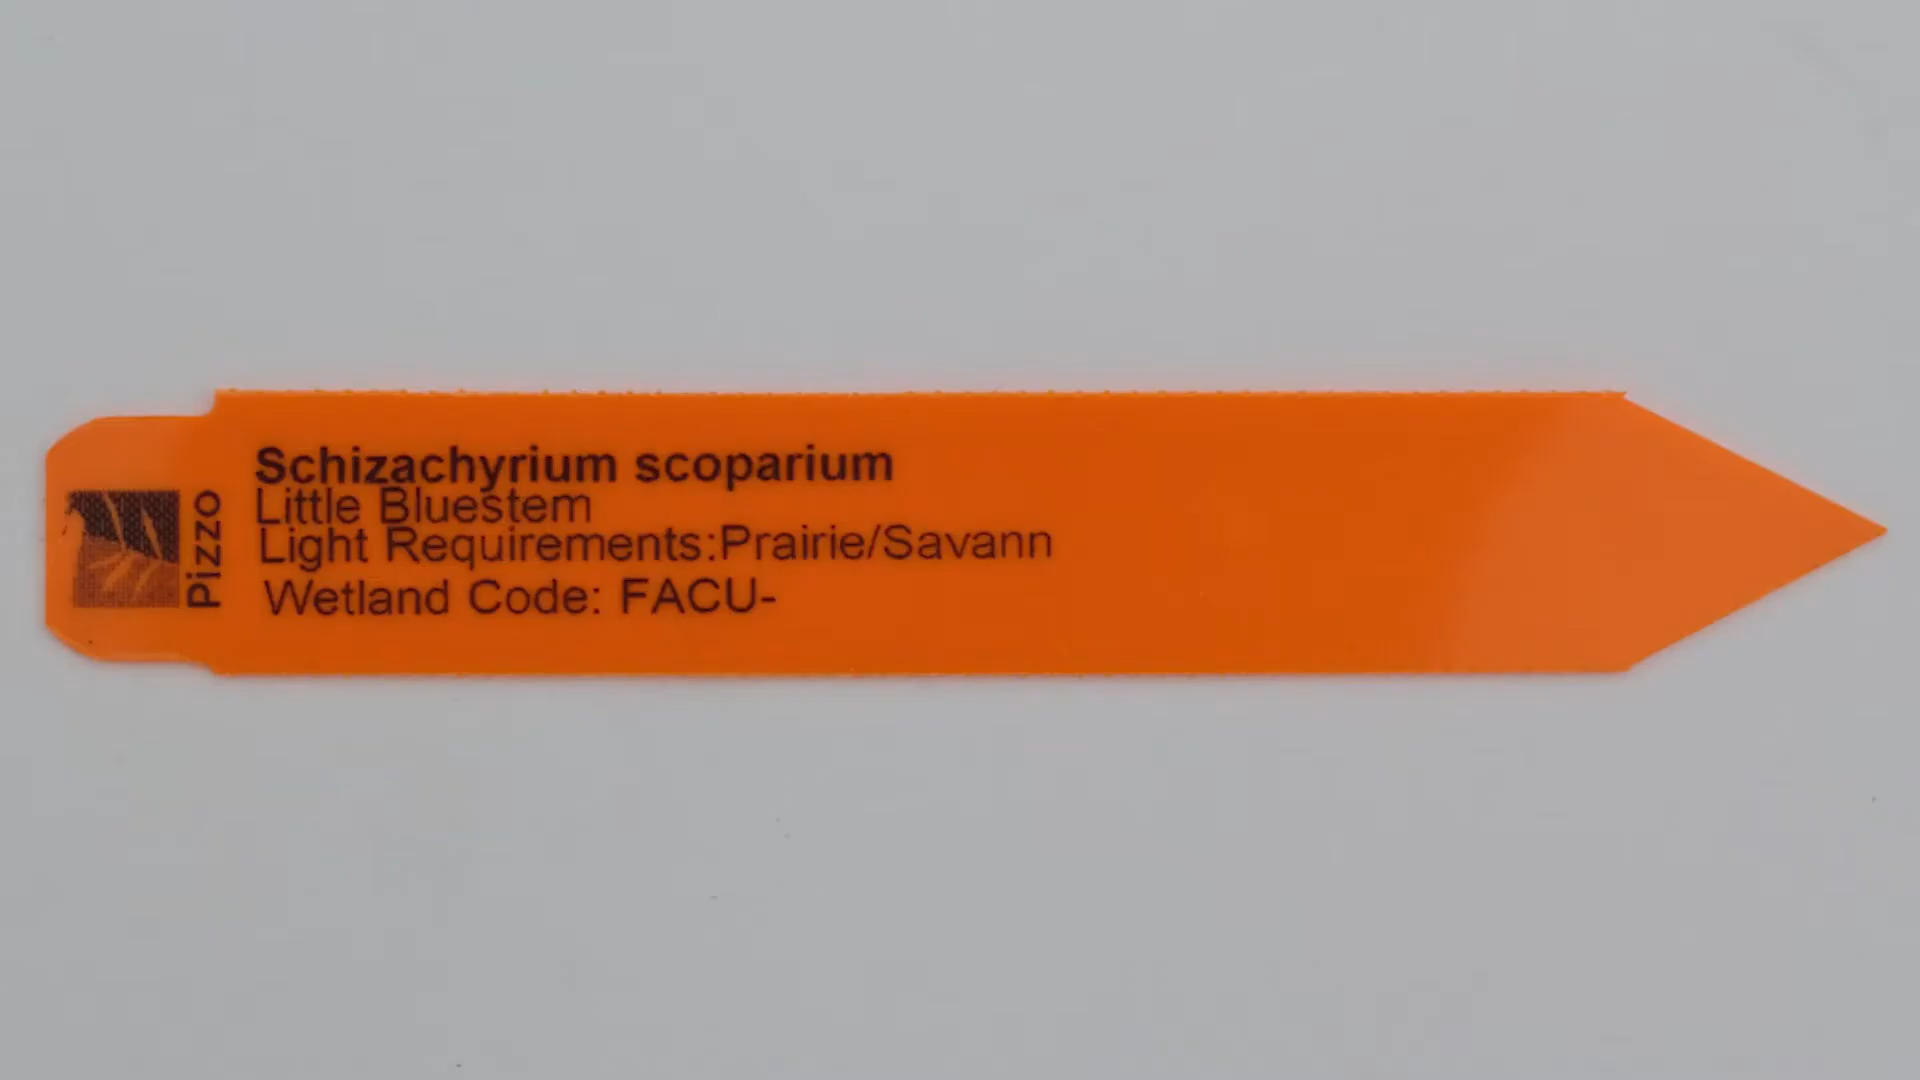 Pizzo
Schizachyrium scoparium
Little Bluestem
Light Requirements:Prairie/Savann
Wetland Code: FACU-